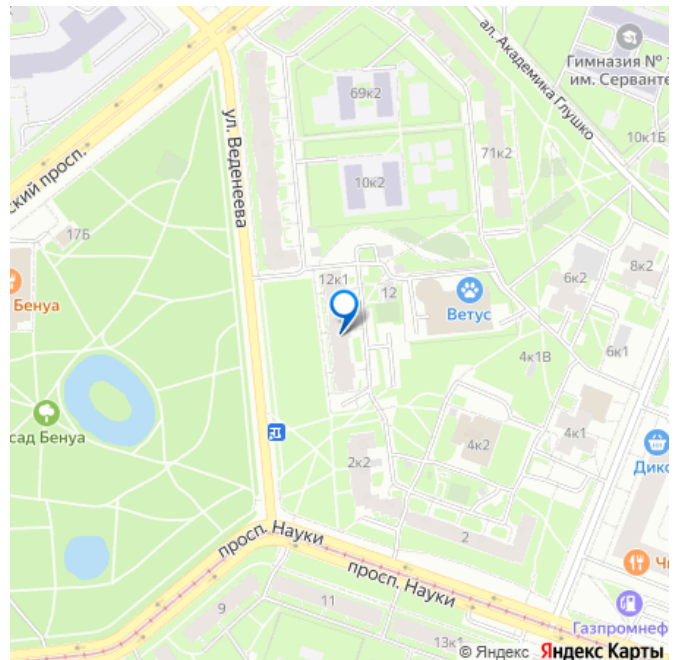 ал. Академика Глушко
Гимназия № 1
им. Серванте
69к2
10к1Б
71к2
ул. Веденеева
10к2
ский просп.
17Б
8к2
6к2
12к1
12
Бенуа
Ветус
6к1
4к1В
сад Бенуа
4к1
4к2
Дикс
2к2
2
просп. Науки
просп. Науки
Чи
11
9
Газпромнеф
13к1
© Яндекс Яндекс Карты